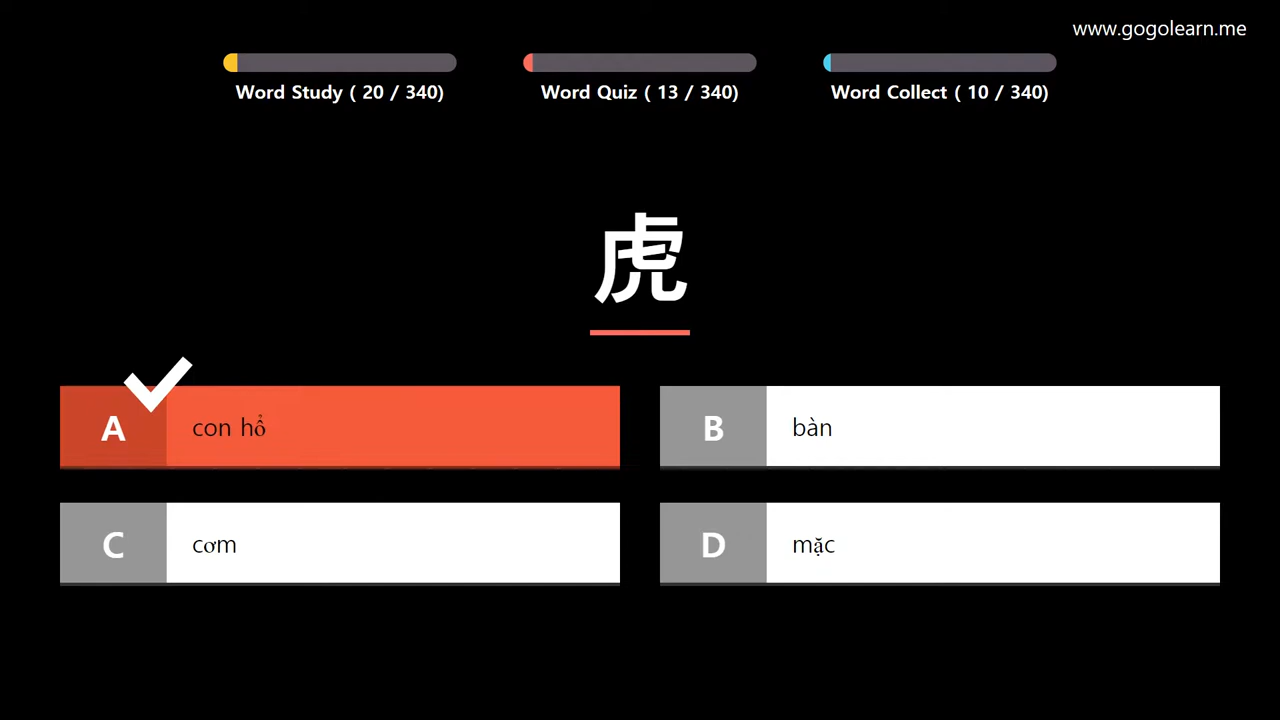 www.gogolearn.me
Word Study ( 20 / 340)
Word Quiz ( 13 / 340)
Word Collect ( 10 / 340)
虎
A
con hổ
B
bàn
C
cơm
D
mặc